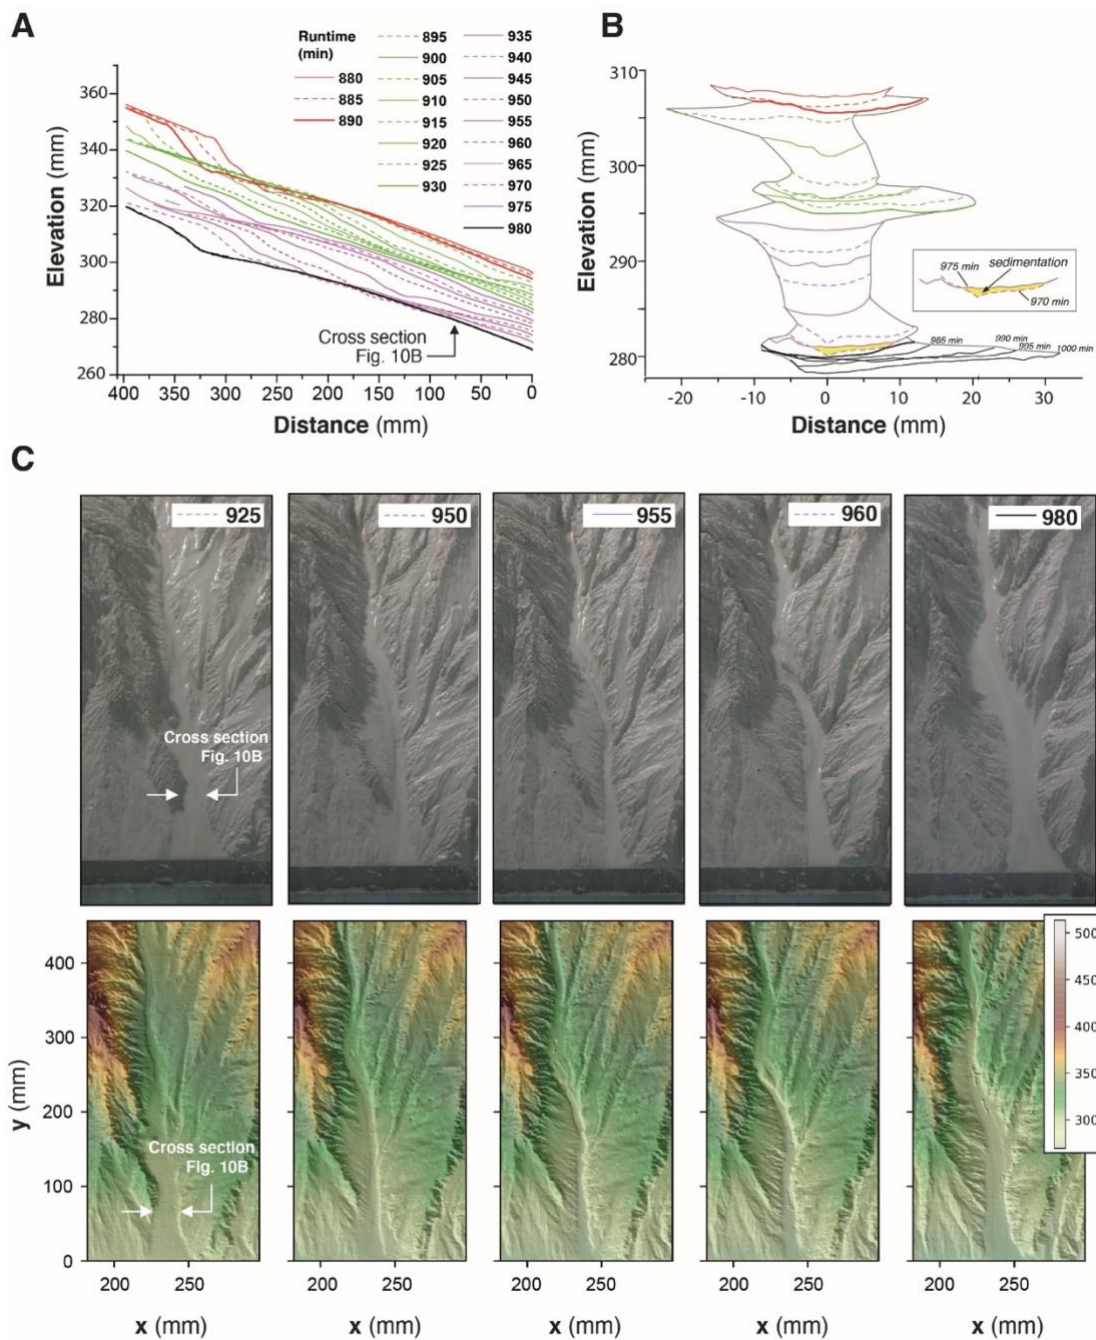 A
Runtime
(min)
880
885
890
895
900
905
910
915
920
925
930
935
940
945
950
955
960
965
970
975
980
360
340
320
300
280
260
Elevation (mm)
400 350 300 250 200 150 100 50 0
Distance (mm)
Cross section
Fig. 10B
B
310
300
290
280
Elevation (mm)
-20 -10 0 10 20 30
Distance (mm)
975 min
sedimentation
970 min
985 min
990 min
995 min
1000 min
C
925
950
955
960
980
Cross section
Fig. 10B
400
300
200
100
0
y (mm)
Cross section
Fig. 10B
500
450
400
350
300
200 250
200 250
200 250
200 250
200 250
x (mm)
x (mm)
x (mm)
x (mm)
x (mm)